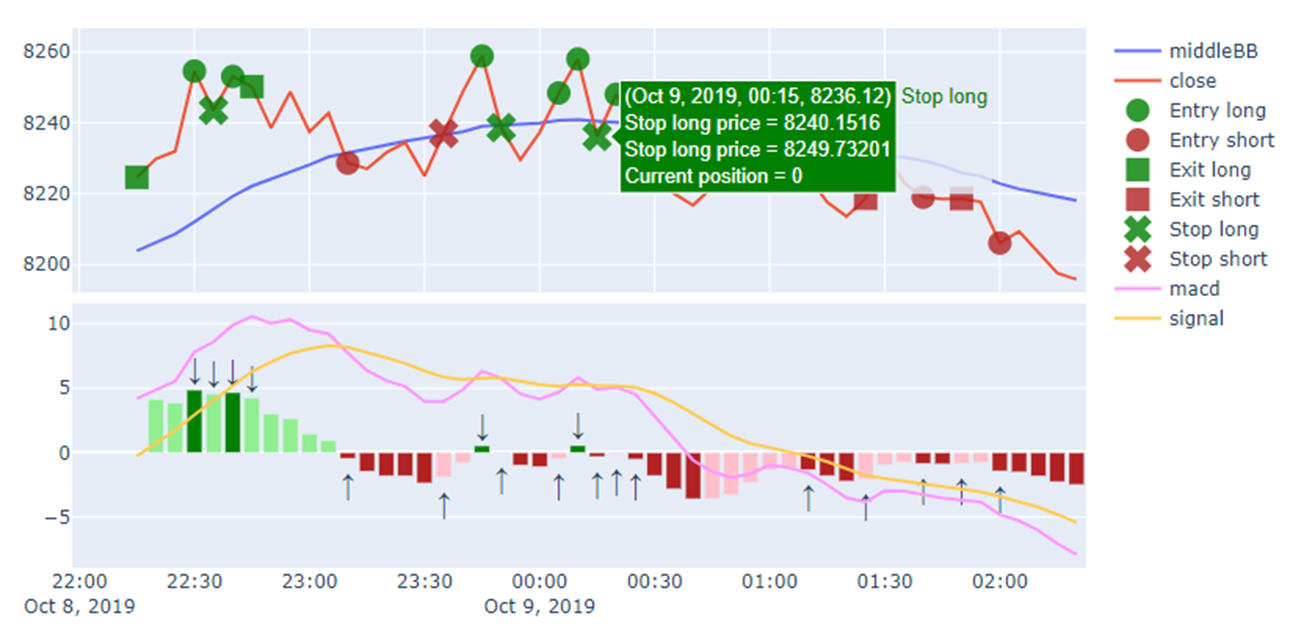 8260
8240
8220
8200
(Oct 9, 2019, 00:15, 8236.12) Stop long
Stop long price = 8240.1516
Stop long price = 8249.73201
Current position = 0
middleBB
close
Entry long
Entry short
Exit long
Exit short
Stop long
Stop short
macd
signal
10
5
0
−5
22:00 22:30 23:00 23:30 00:00 00:30 01:00 01:30 02:00
Oct 8, 2019 Oct 9, 2019